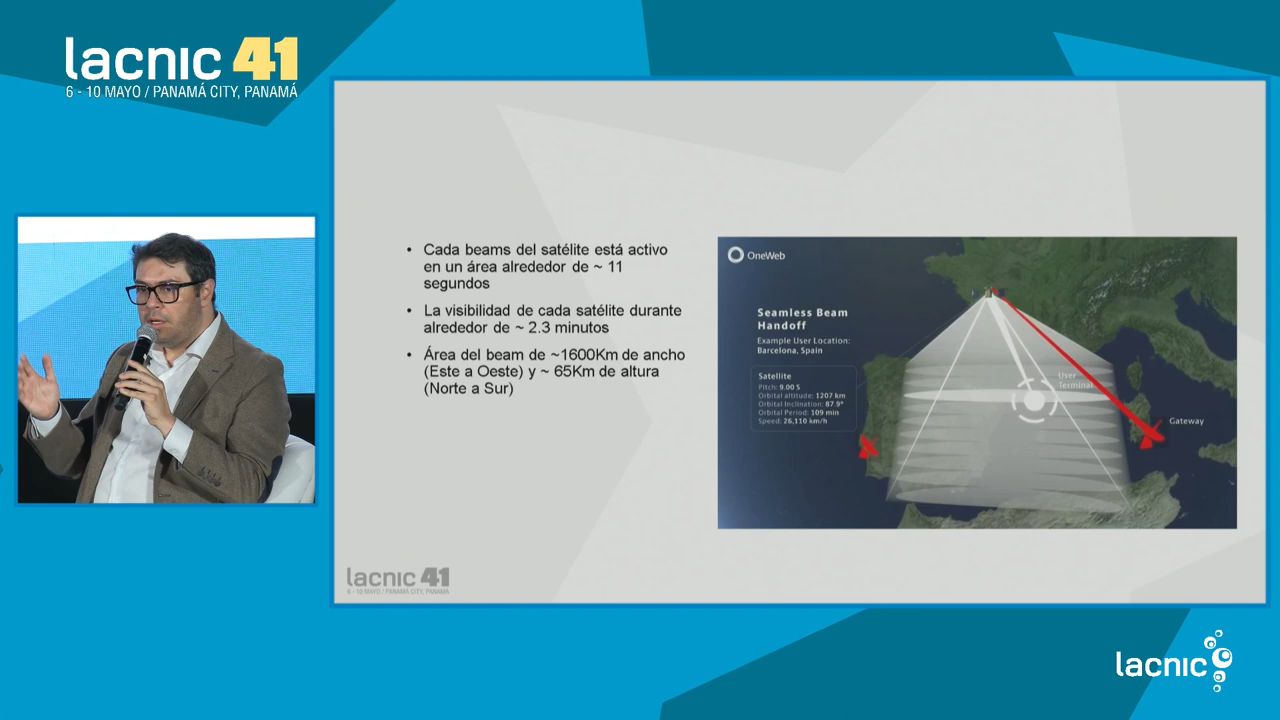 lacnic 41
6 - 10 MAYO / PANAMÁ CITY, PANAMÁ
• Cada beams del satélite está activo
en un área alrededor de ~ 11
segundos
• La visibilidad de cada satélite durante
alrededor de ~ 2.3 minutos
• Área del beam de ~1600Km de ancho
(Este a Oeste) y ~ 65Km de altura
(Norte a Sur)
OneWeb
Seamless Beam
Handoff
Example User Location:
Barcelona, Spain
Satellite
Pitch: 9.00 S
Orbital altitude: 1207 km
Orbital Inclination: 87.9°
Orbital Period: 109 min
Speed: 26,110 km/h
User
Terminal
Gateway
lacnic 41
6 - 10 MAYO / PANAMÁ CITY, PANAMÁ
lacnic